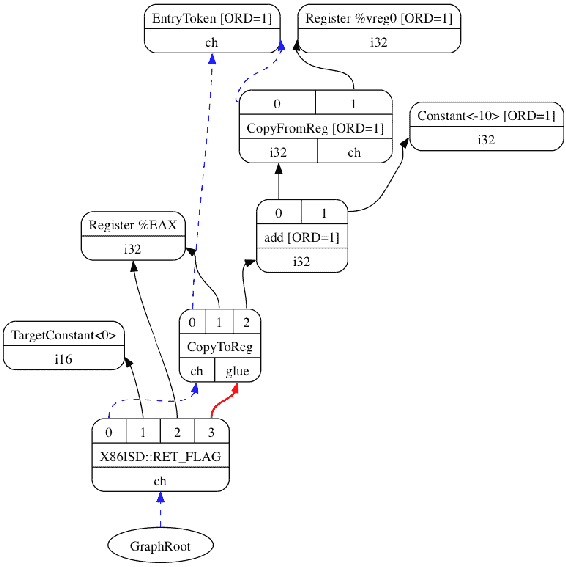 EntryToken [ORD=1]
ch
Register %vreg0 [ORD=1]
i32
0 1
CopyFromReg [ORD=1]
i32 ch
Constant<-10> [ORD=1]
i32
0 1
add [ORD=1]
i32
Register %EAX
i32
0 1 2
CopyToReg
ch glue
TargetConstant<0>
i16
0 1 2 3
X86ISD::RET_FLAG
ch
GraphRoot